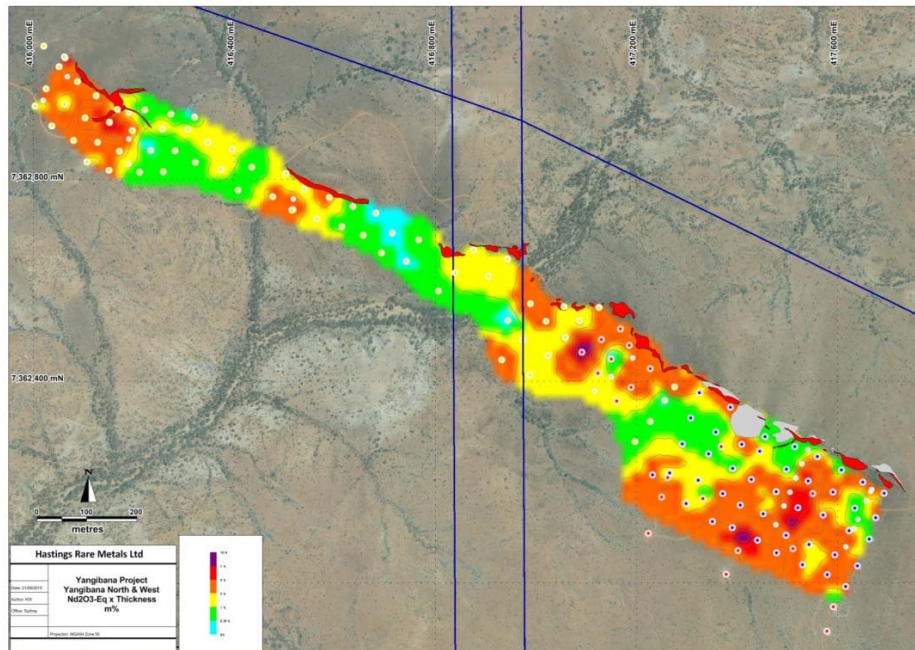 416,000 mE
416,400 mE
416,800 mE
417,200 mE
417,600 mE
7,362,800 mN
7,362,400 mN
N
0 100 200
metres
Hastings Rare Metals Ltd
Yangibana Project
Yangibana North & West
Nd2O3-Eq x Thickness
m%
Office: Sydney